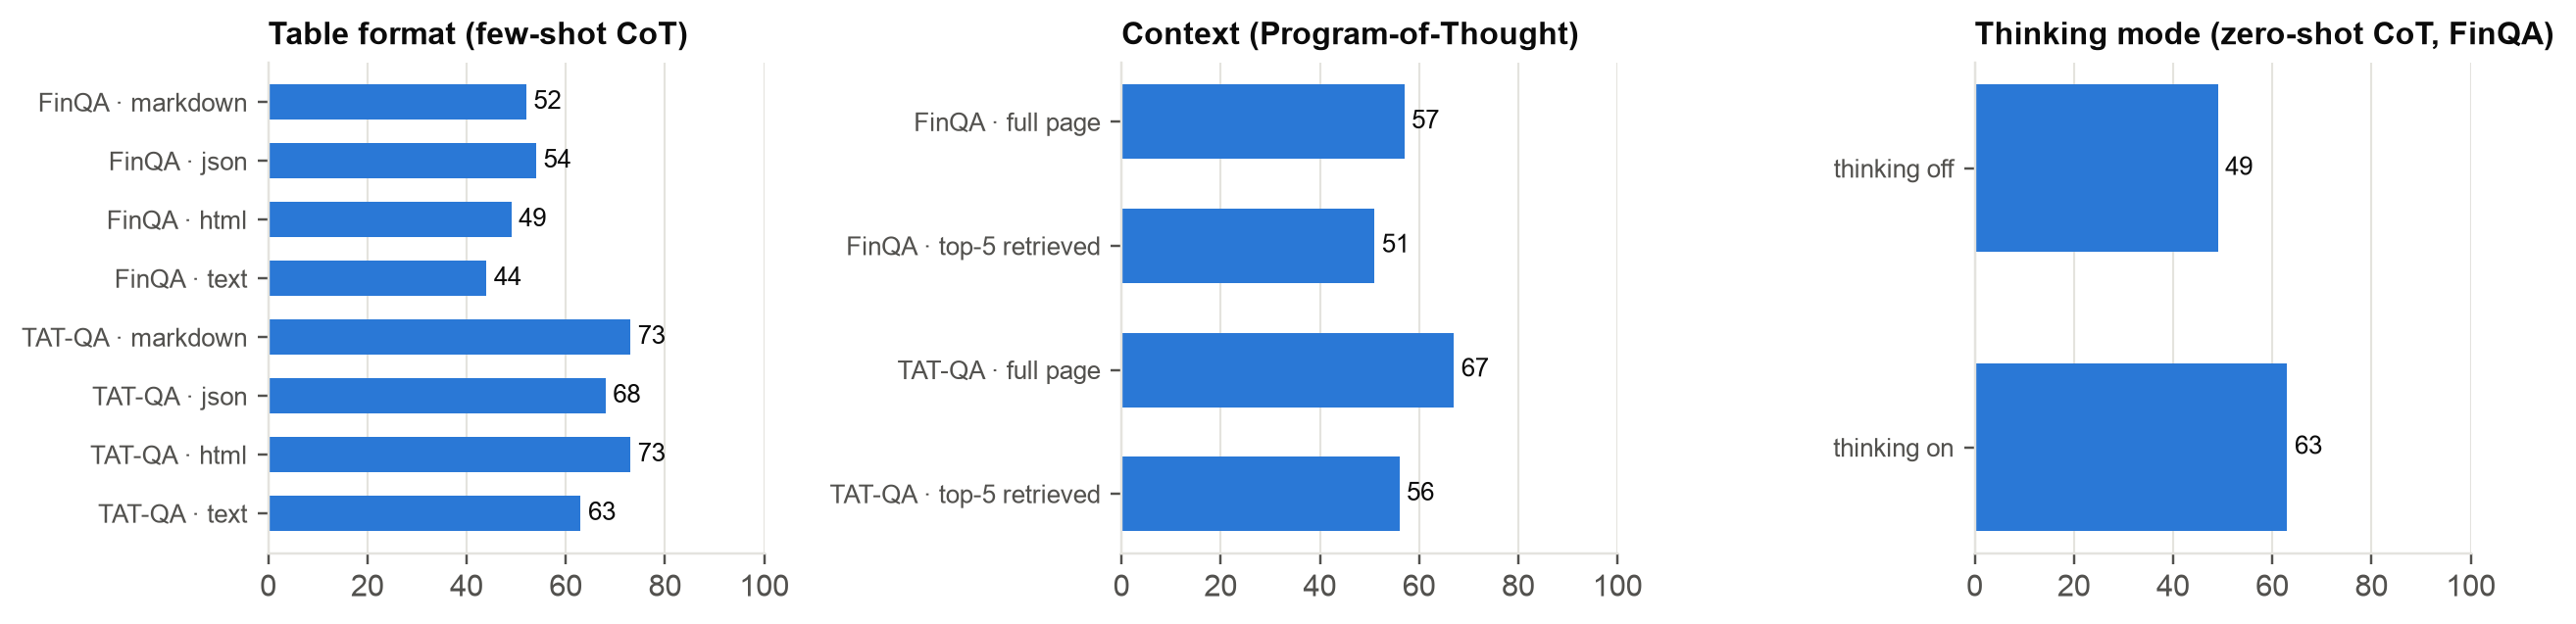 Table format (few-shot CoT)
FinQA · markdown
52
FinQA · json
54
FinQA · html
49
FinQA · text
44
TAT-QA · markdown
73
TAT-QA · json
68
TAT-QA · html
73
TAT-QA · text
63
0 20 40 60 80 100
Context (Program-of-Thought)
FinQA · full page
57
FinQA · top-5 retrieved
51
TAT-QA · full page
67
TAT-QA · top-5 retrieved
56
0 20 40 60 80 100
Thinking mode (zero-shot CoT, FinQA)
thinking off
49
thinking on
63
0 20 40 60 80 100